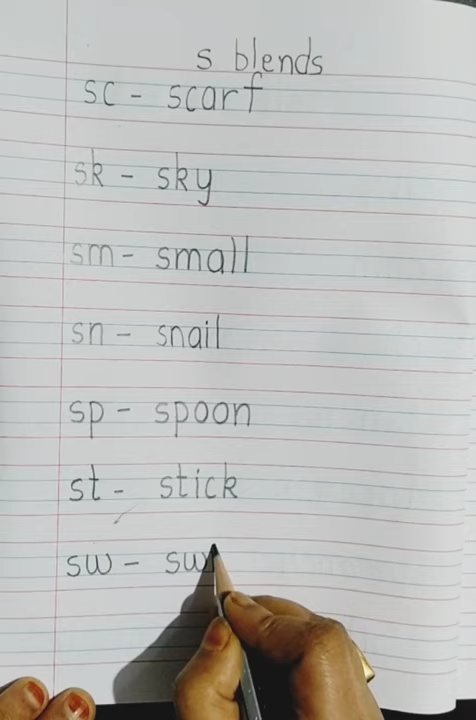 s blends
sc - scarf
sk - sky
sm - small
sn - snail
sp - spoon
st - stick
sw - sw